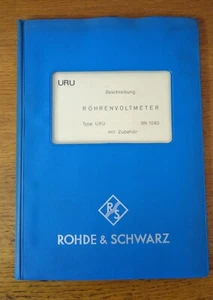 URU
Beschreibung
RÖHRENVOLTMETER
Type URU BN 1080
mit Zubehör
R&S
ROHDE & SCHWARZ